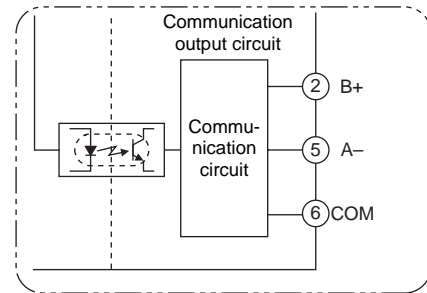 Communication
output circuit
Commu-
nication
circuit
2 B+
5 A–
6 COM